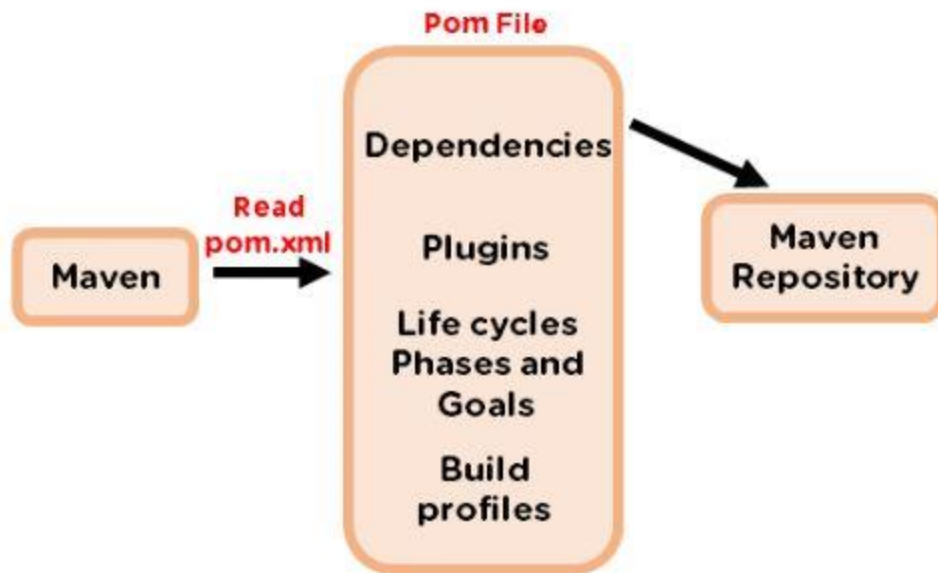 Pom File
Dependencies
Read
pom.xml
Maven
Plugins
Maven
Repository
Life cycles
Phases and
Goals
Build
profiles